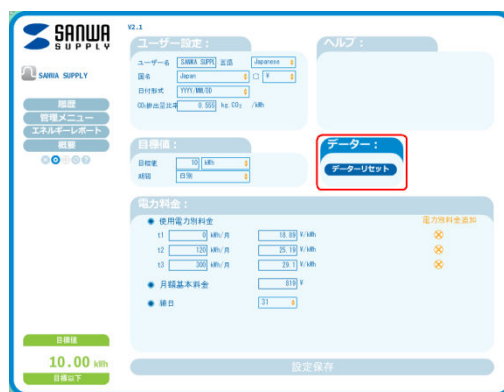 SANWA
SUPPLY
V2.1
SANWA SUPPLY
履歴
管理メニュー
エネルギーレポート
概要
ユーザー設定：
ユーザー名 SANWA SUPPL 言語 Japanese
国名 Japan ¥
日付形式 YYYY/MM/DD
CO₂排出量比率 0.555 kg CO₂ /kWh
ヘルプ：
目標値：
目標値 10 kWh
期間 日別
データー：
データーリセット
電力料金：
使用電力別料金
電力別料金追加
t1 0 kWh/月 18.89 ¥/kWh
t2 120 kWh/月 25.19 ¥/kWh
t3 300 kWh/月 29.1 ¥/kWh
月額基本料金 819 ¥
締日 31
目標値
10.00 kWh
目標以下
設定保存